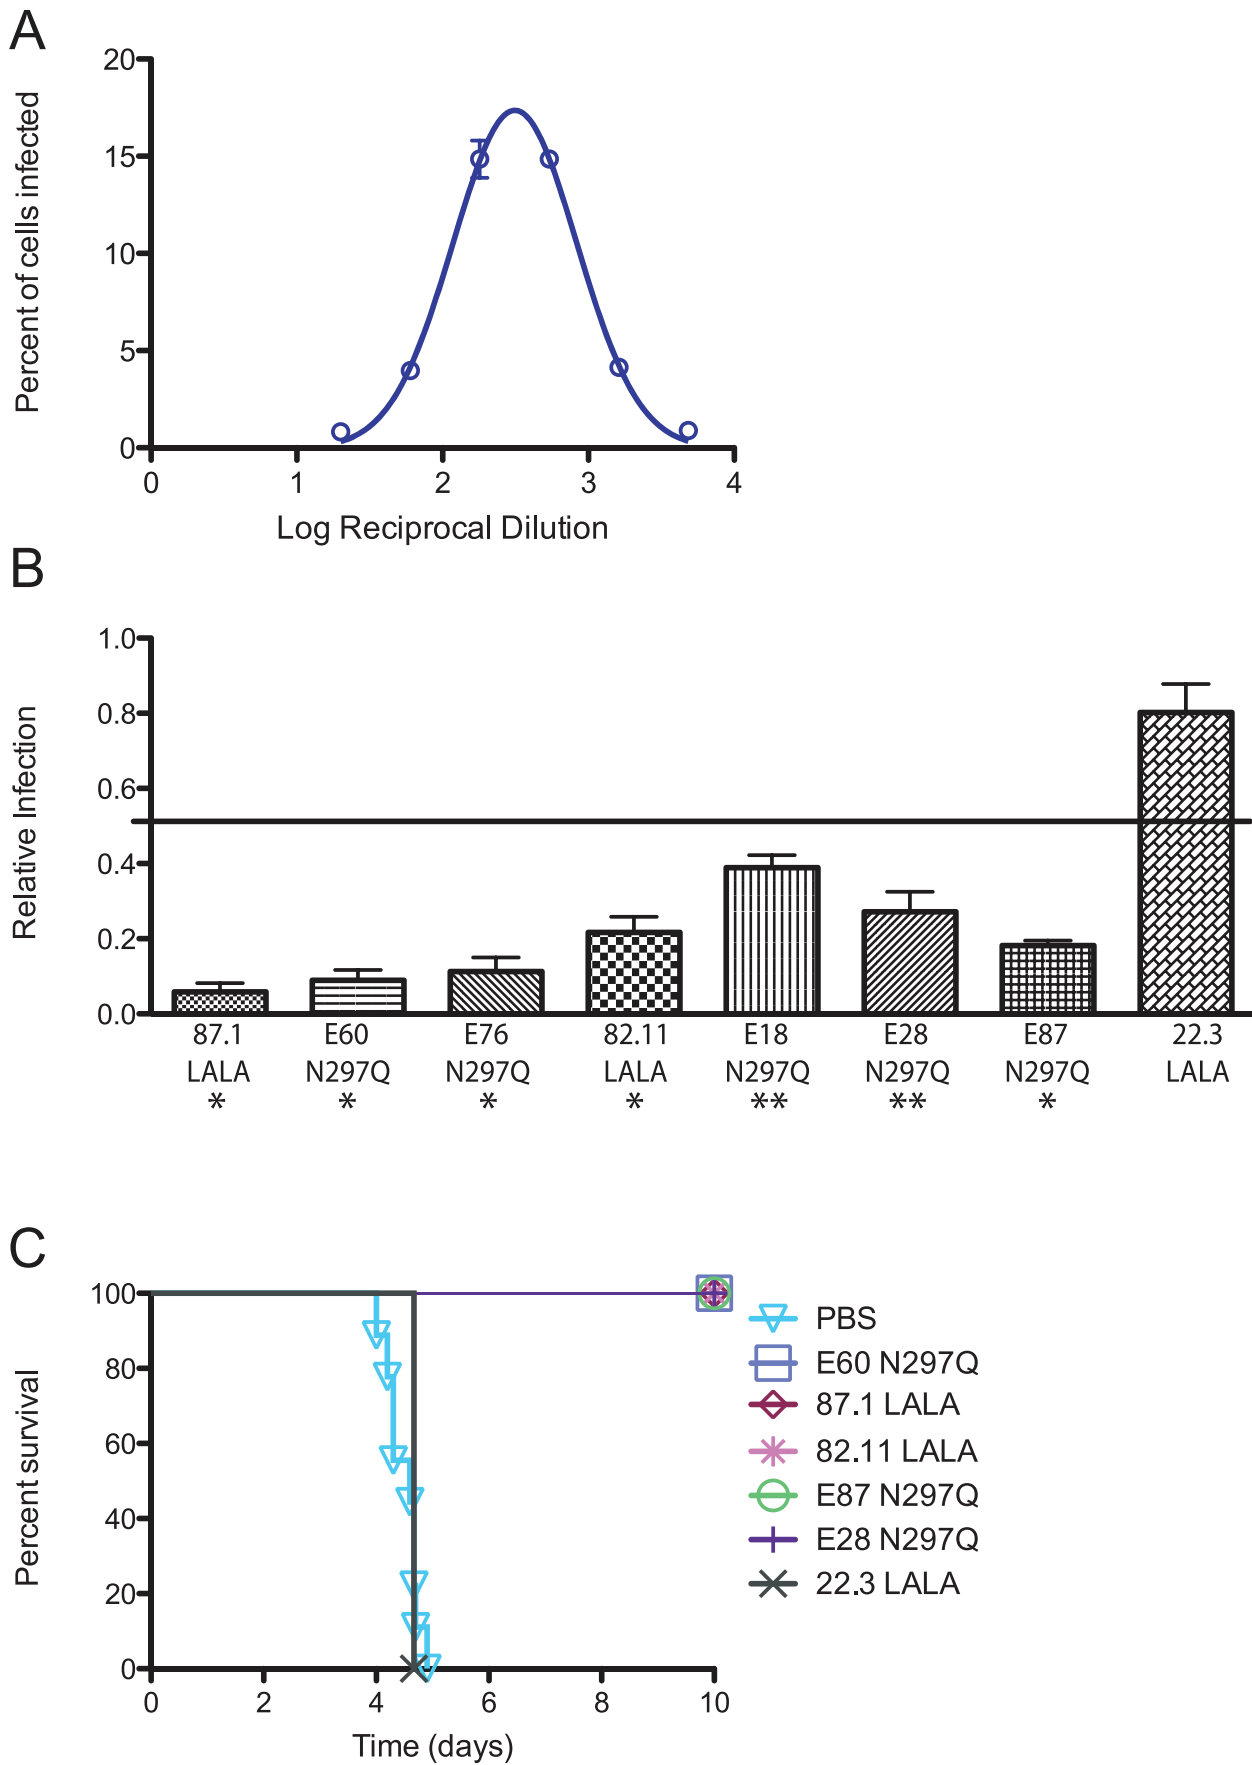 A
Percent of cells infected
20
15
10
5
0
0 1 2 3 4
Log Reciprocal Dilution
B
Relative Infection
1.0
0.8
0.6
0.4
0.2
0.0
87.1 E60 E76 82.11 E18 E28 E87 22.3
LALA N297Q N297Q LALA N297Q N297Q N297Q LALA
* * * * ** ** *
C
Percent survival
100
80
60
40
20
0
0 2 4 6 8 10
Time (days)
PBS
E60 N297Q
87.1 LALA
82.11 LALA
E87 N297Q
E28 N297Q
22.3 LALA